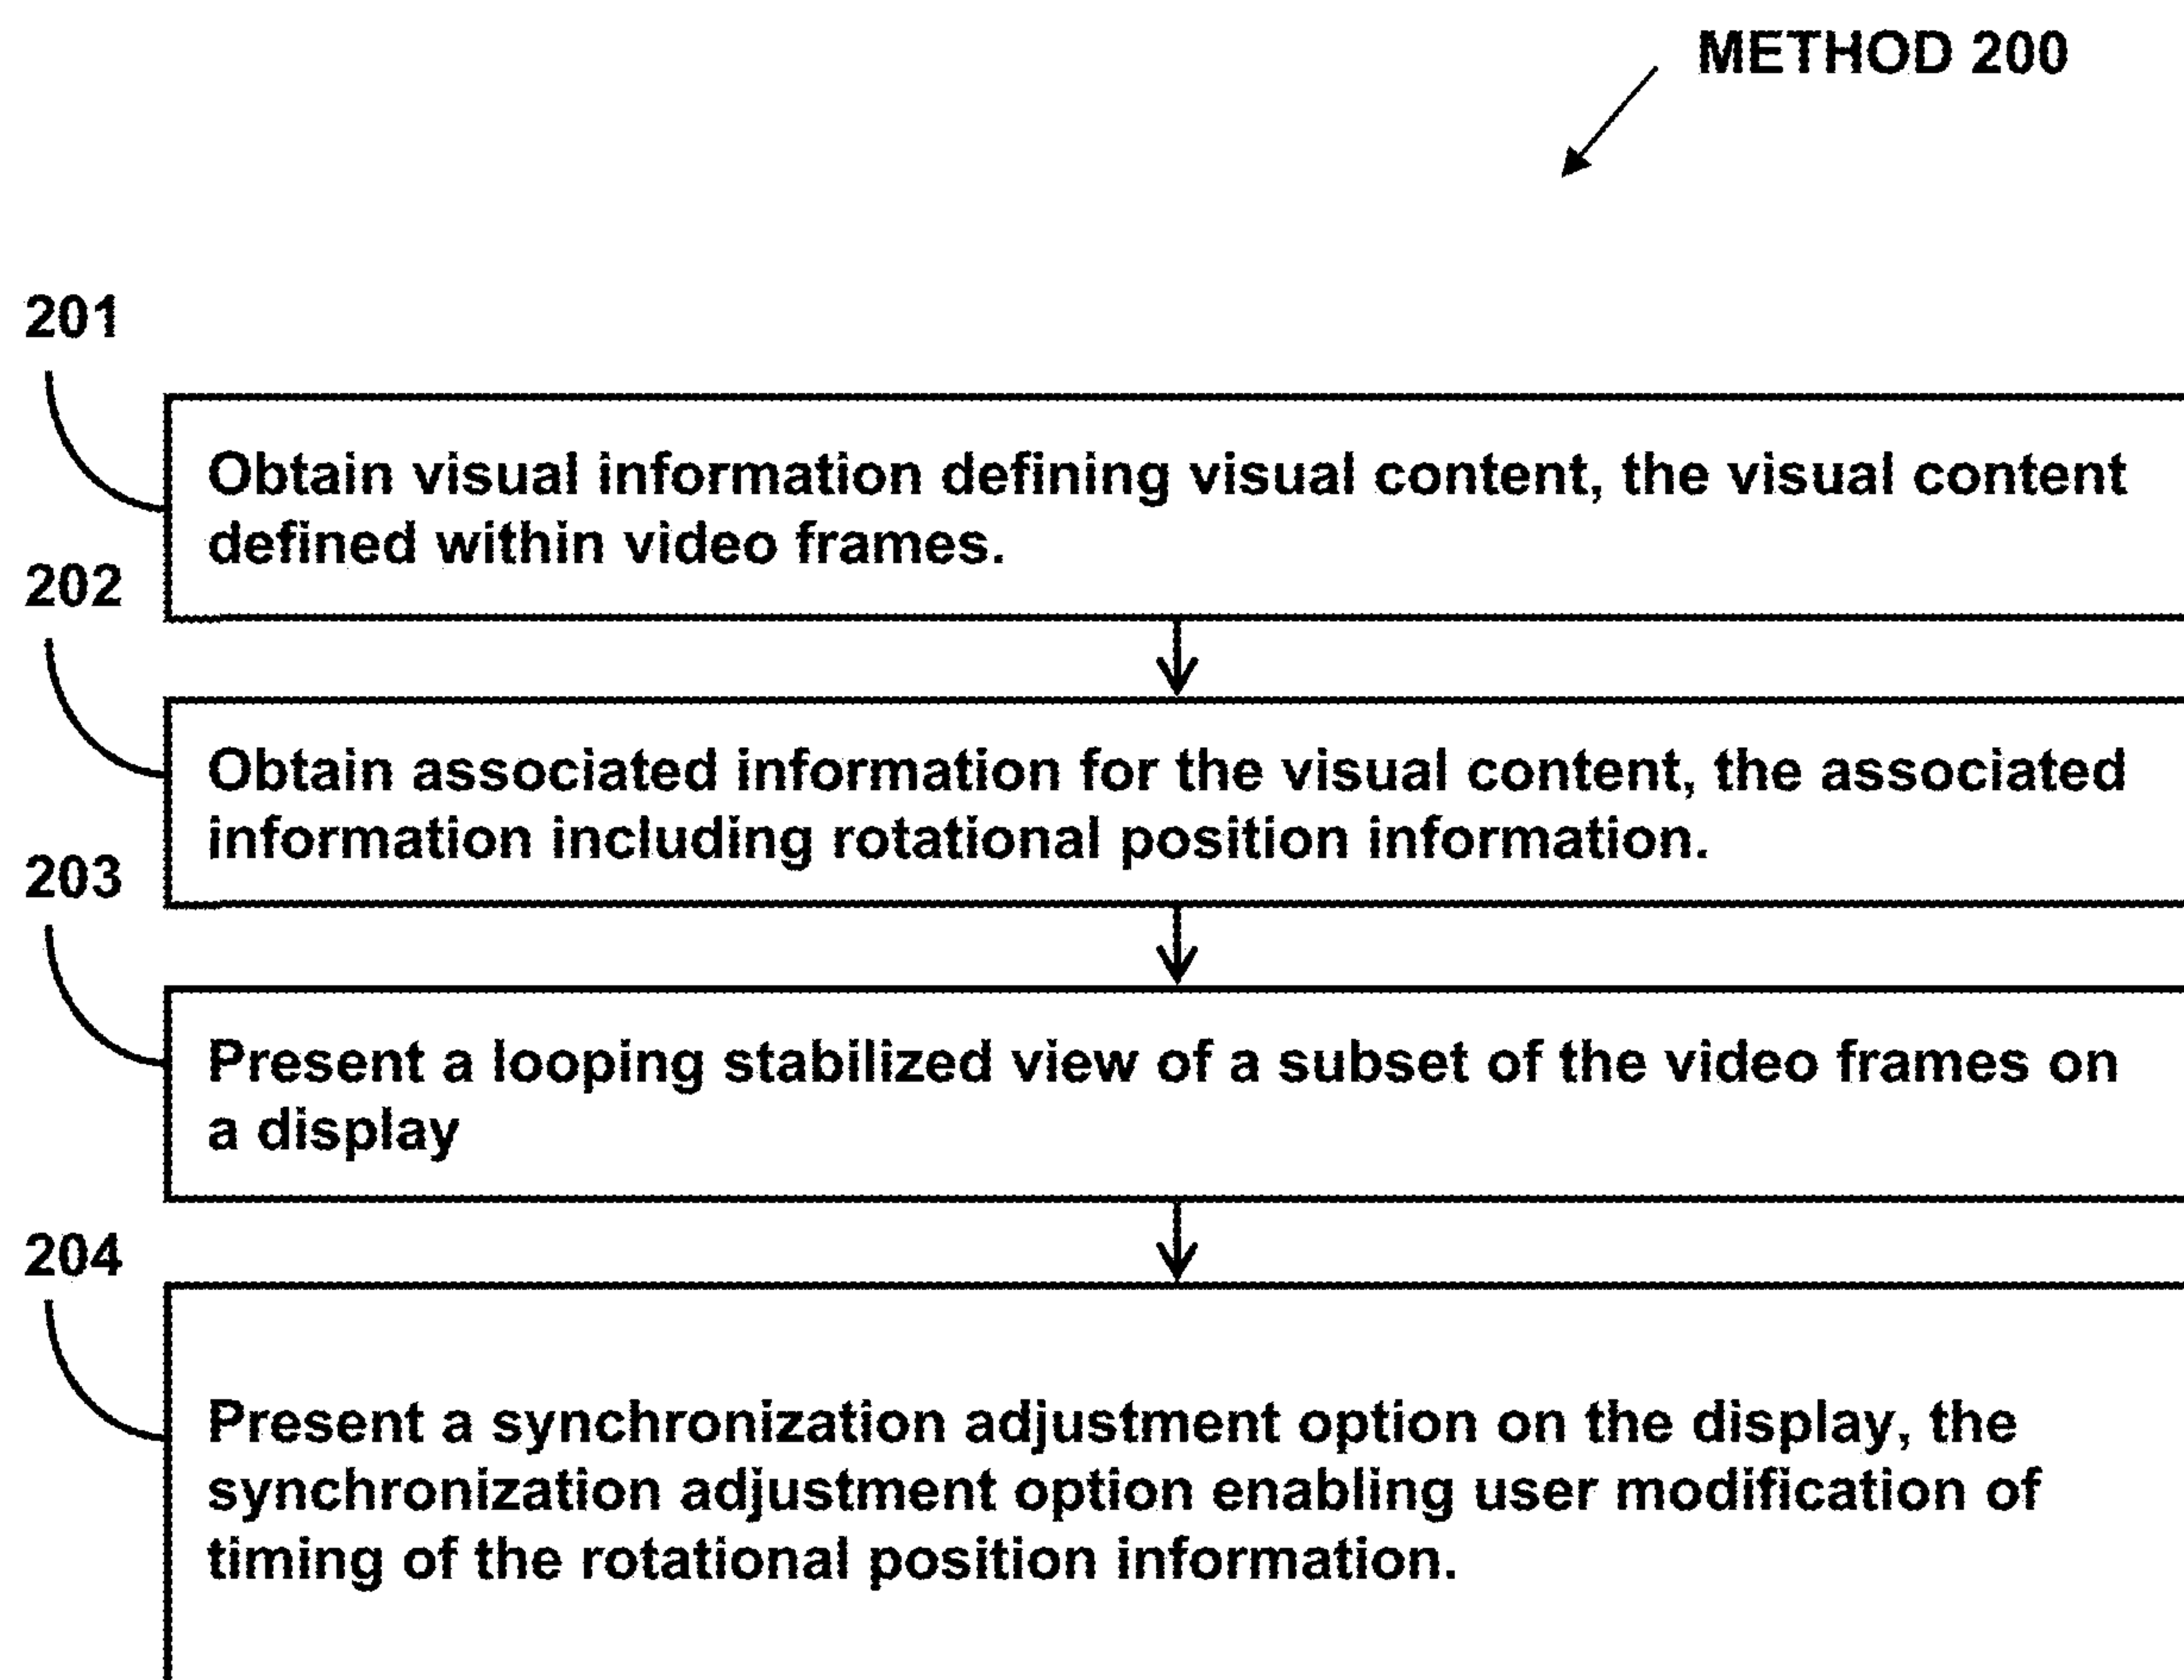 METHOD 200
201
Obtain visual information defining visual content, the visual content
defined within video frames.
202
Obtain associated information for the visual content, the associated
information including rotational position information.
203
Present a looping stabilized view of a subset of the video frames on
a display
204
Present a synchronization adjustment option on the display, the
synchronization adjustment option enabling user modification of
timing of the rotational position information.